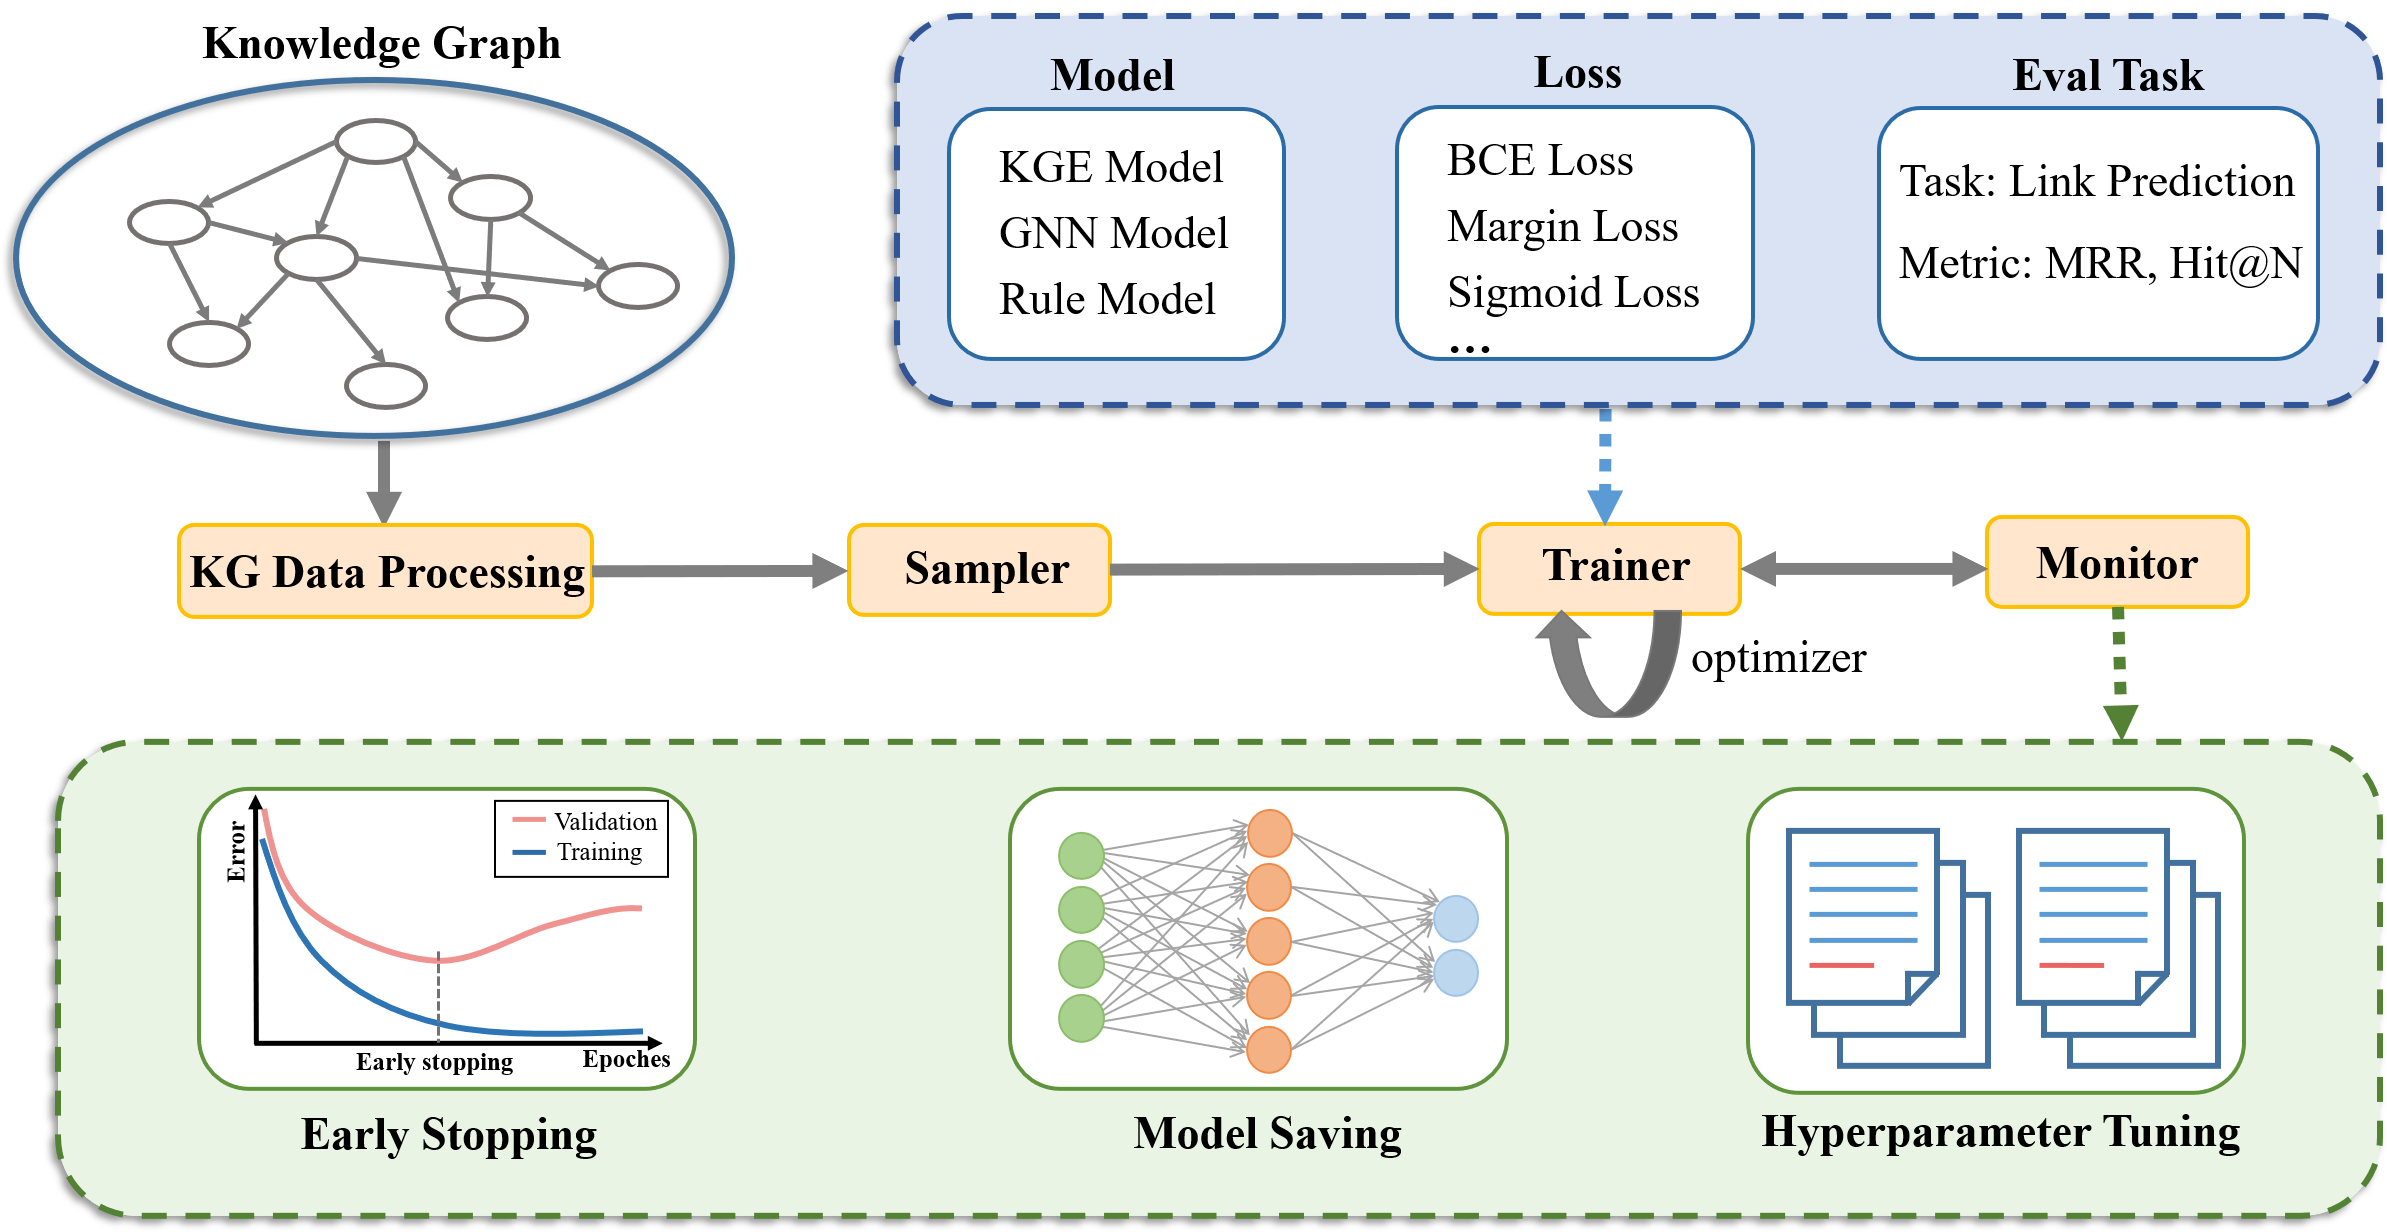 Knowledge Graph
Model
KGE Model
GNN Model
Rule Model
Loss
BCE Loss
Margin Loss
Sigmoid Loss
...
Eval Task
Task: Link Prediction
Metric: MRR, Hit@N
KG Data Processing
Sampler
Trainer
Monitor
optimizer
Error
Validation
Training
Early stopping
Epoches
Early Stopping
Model Saving
Hyperparameter Tuning